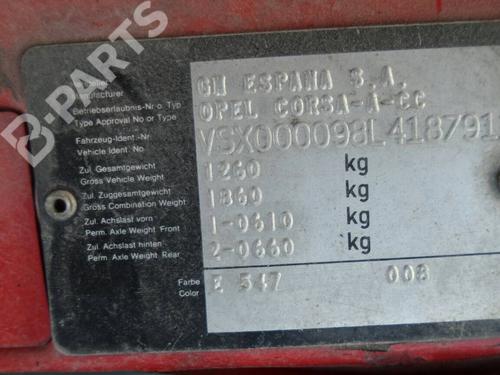 B-PARTS
Hersteller
Manufacturer
GM ESPANA S.A.
Betriebserlaubnis-Nr o. Typ
Type Approval No or Type
OPEL CORSA-A-CC
Fahrzeug-Ident.-Nr.
Vehicle Ident. No
VSX000098L418791
Zul. Gesamtgewicht
Gross Vehicle Weight
1260 kg
Zul. Zuggesamtgewicht
Gross Combination Weight
1860 kg
Zul. Achslast vorn
Perm. Axle Weight Front
1-0610 kg
Zul. Achslast hinten
Perm. Axle Weight Rear
2-0660 kg
Farbe
Color
E 547 008